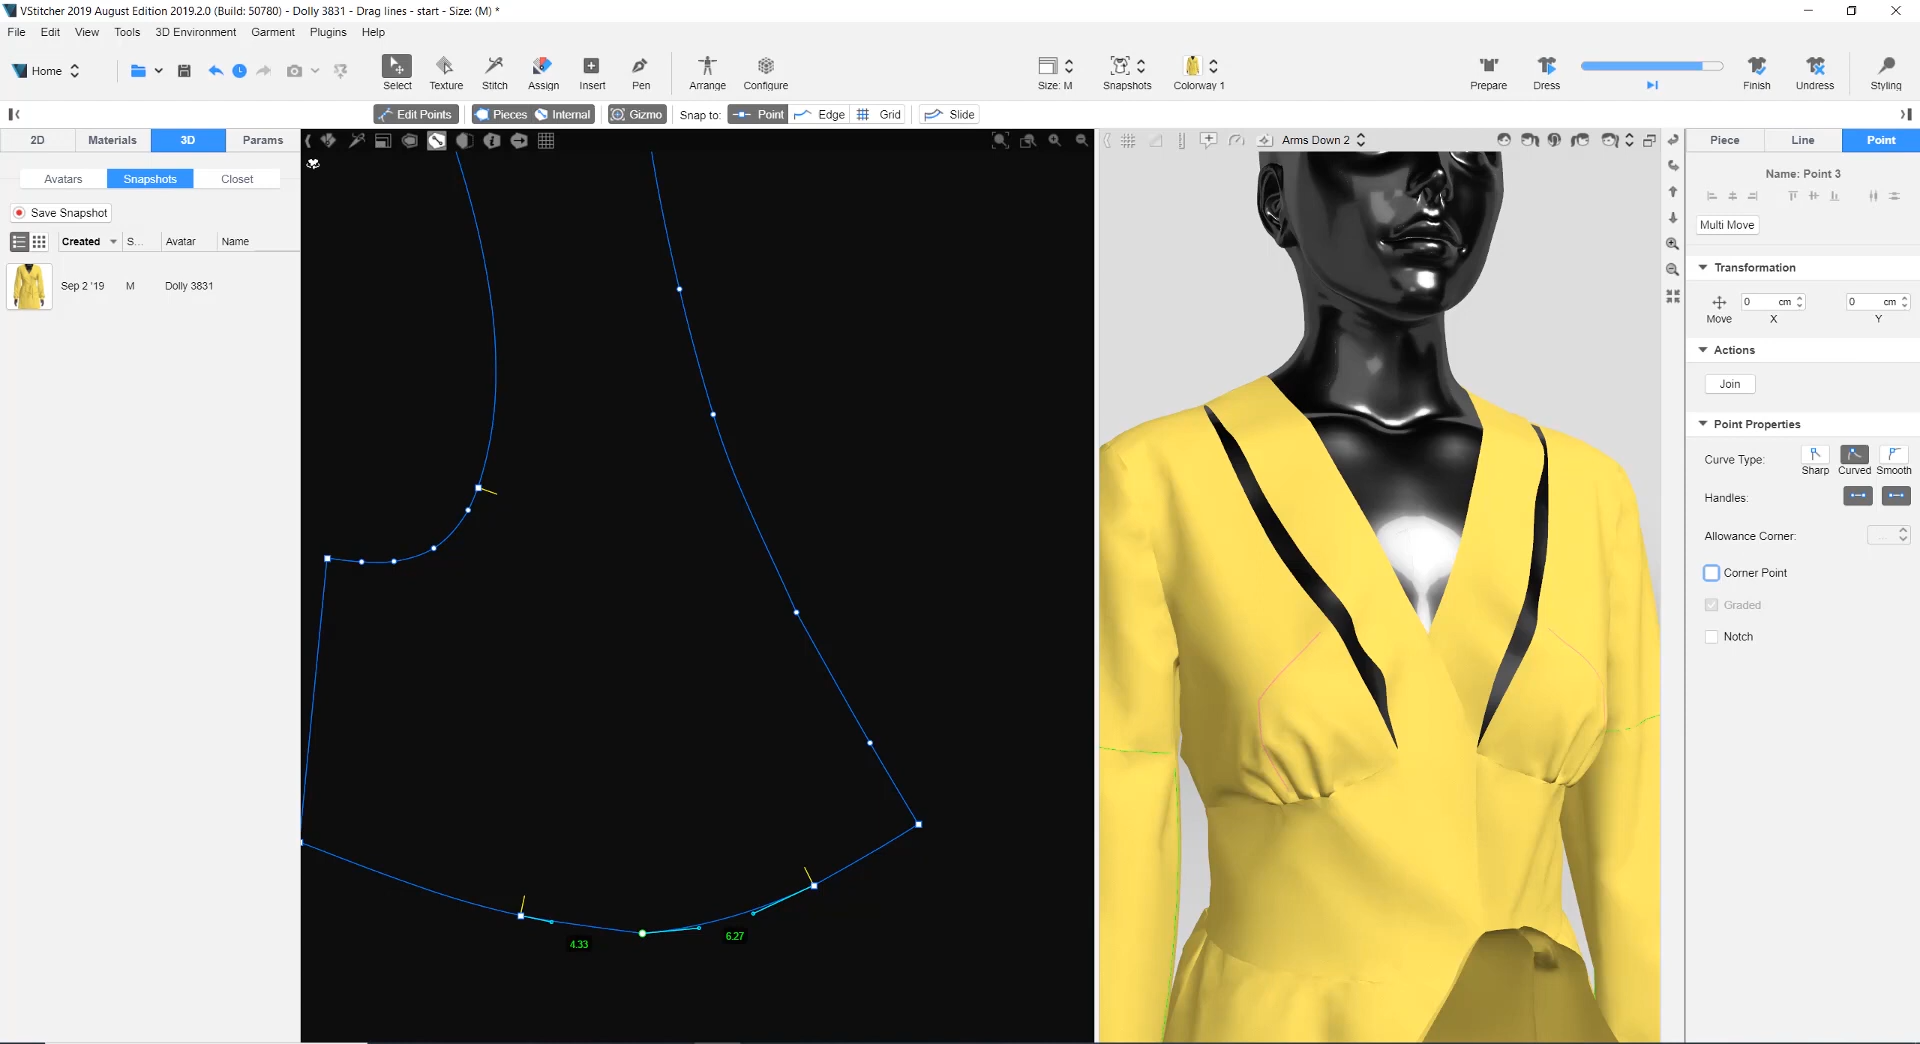 VStitcher 2019 August Edition 2019.2.0 (Build: 50780) - Dolly 3831 - Drag lines - start - Size: (M) *
File Edit View Tools 3D Environment Garment Plugins Help
Home
Select Texture Stitch Assign Insert Pen Arrange Configure Size: M Snapshots Colorway 1 Prepare Dress Finish Undress Styling
Edit Points Pieces Internal Gizmo Snap to: Point Edge Grid Slide
2D Materials 3D Params
Arms Down 2
Piece Line Point
Avatars Snapshots Closet
Save Snapshot
Created S... Avatar Name
Sep 2 '19 M Dolly 3831
4.33
6.27
Name: Point 3
Multi Move
Transformation
Move 0 cm 0 cm
X Y
Actions
Join
Point Properties
Curve Type: Sharp Curved Smooth
Handles:
Allowance Corner: ...
Corner Point
Graded
Notch